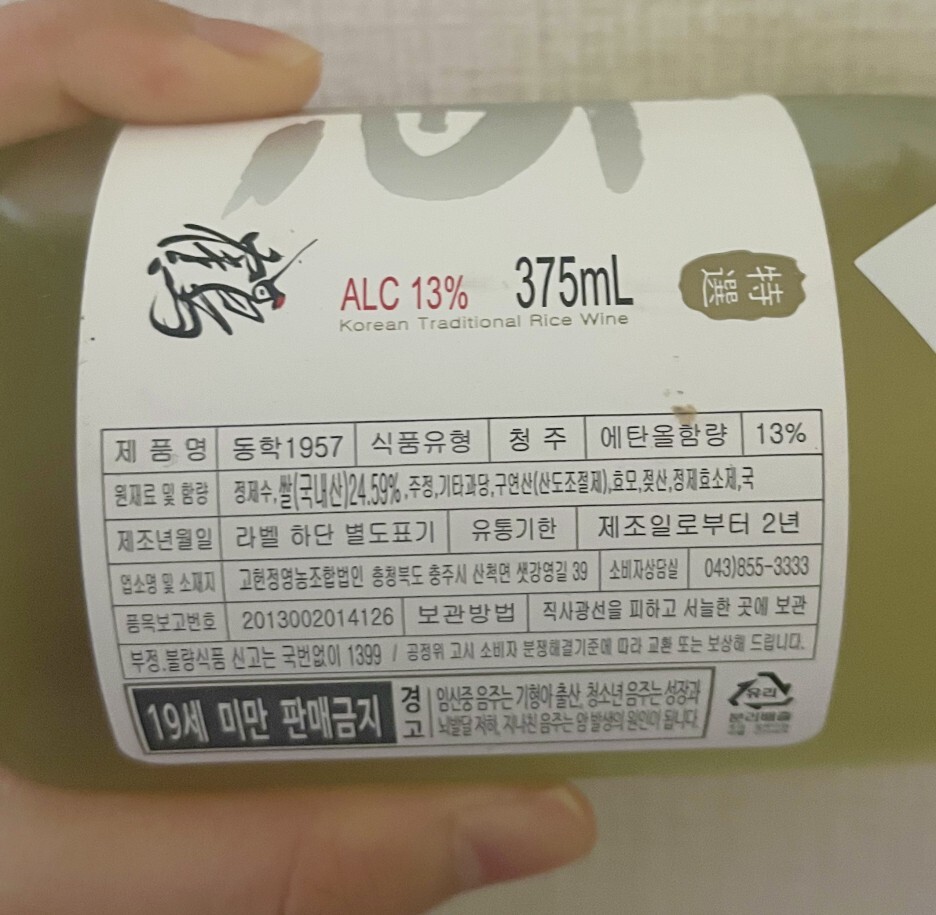 ALC 13% 375mL
Korean Traditional Rice Wine
特選
제 품 명 동학1957 식품유형 청 주 에탄올함량 13%
원재료 및 함량 정제수,쌀(국내산)24.59%,주정,기타과당,구연산(산도조절제),효모,젖산,정제효소제,국
제조년월일 라벨 하단 별도표기 유통기한 제조일로부터 2년
업소명 및 소재지 고헌정영농조합법인 충청북도 충주시 산척면 샛강영길 39 소비자상담실 043)855-3333
품목보고번호 2013002014126 보관방법 직사광선을 피하고 서늘한 곳에 보관
부정.불량식품 신고는 국번없이 1399 / 공정위 고시 소비자 분쟁해결기준에 따라 교환 또는 보상해 드립니다.
19세 미만 판매금지
경고 임신중 음주는 기형아 출산, 청소년 음주는 성장과
뇌발달 저하, 지나친 음주는 암 발생의 원인이 됩니다.
유리
분리배출